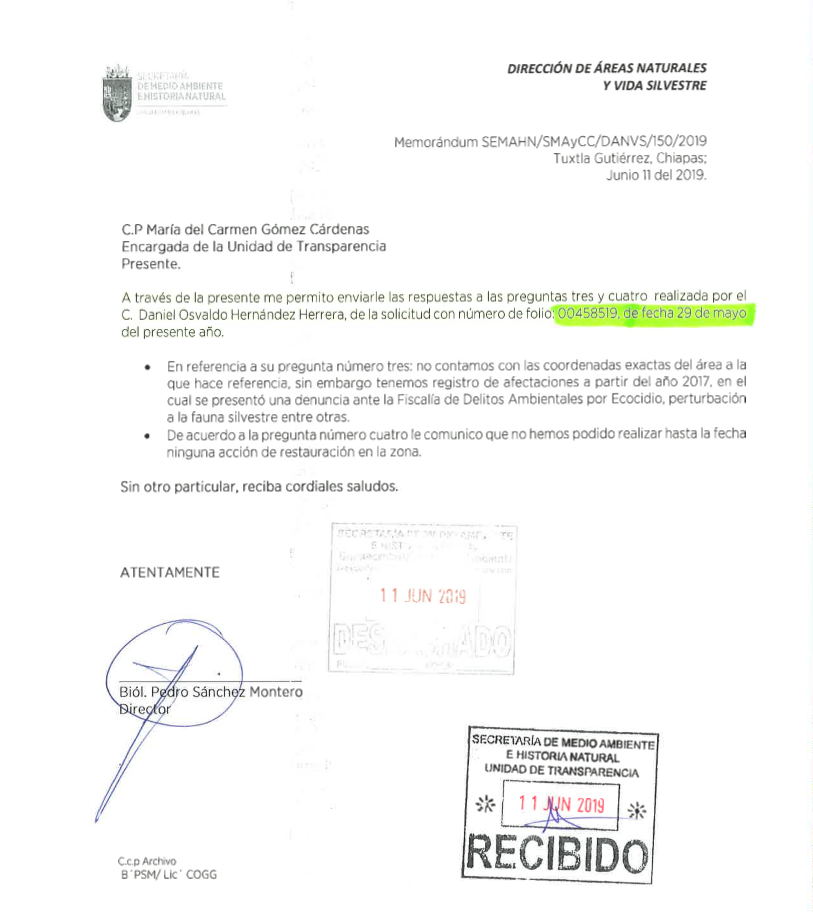 SECRETARÍA
DE MEDIO AMBIENTE
E HISTORIA NATURAL
DIRECCIÓN DE ÁREAS NATURALES
Y VIDA SILVESTRE
Memorándum SEMAHN/SMAyCC/DANVS/150/2019
Tuxtla Gutiérrez, Chiapas;
Junio 11 del 2019.
C.P María del Carmen Gómez Cárdenas
Encargada de la Unidad de Transparencia
Presente.
A través de la presente me permito enviarle las respuestas a las preguntas tres y cuatro realizada por el
C. Daniel Osvaldo Hernández Herrera, de la solicitud con número de folio: 00458519, de fecha 29 de mayo
del presente año.
• En referencia a su pregunta número tres: no contamos con las coordenadas exactas del área a la
que hace referencia, sin embargo tenemos registro de afectaciones a partir del año 2017, en el
cual se presentó una denuncia ante la Fiscalía de Delitos Ambientales por Ecocidio, perturbación
a la fauna silvestre entre otras.
• De acuerdo a la pregunta número cuatro le comunico que no hemos podido realizar hasta la fecha
ninguna acción de restauración en la zona.
Sin otro particular, reciba cordiales saludos.
ATENTAMENTE
SECRETARÍA DE
E HIST
11 JUN 2019
Biól. Pedro Sánchez Montero
Director
SECRETARÍA DE MEDIO AMBIENTE
E HISTORIA NATURAL
UNIDAD DE TRANSPARENCIA
11 JUN 2019
RECIBIDO
C.c.p Archivo
B´PSM/ Lic´ COGG